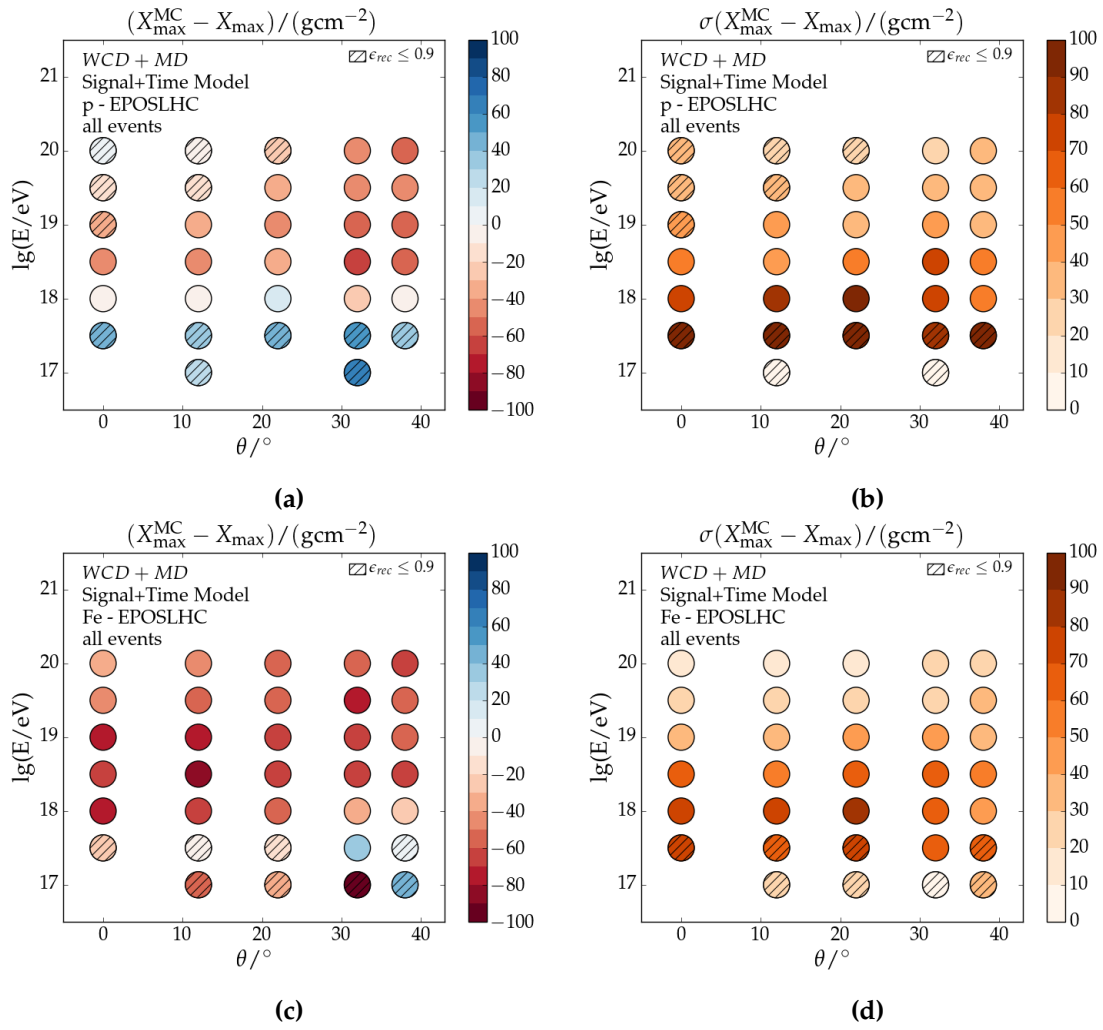 (X_max^MC − X_max)/(gcm⁻²)
WCD + MD
Signal+Time Model
p - EPOSLHC
all events
ϵ_rec ≤ 0.9
21
20
19
18
17
lg(E/eV)
0 10 20 30 40
θ/°
100
80
60
40
20
0
−20
−40
−60
−80
−100
(a)
σ(X_max^MC − X_max)/(gcm⁻²)
WCD + MD
Signal+Time Model
p - EPOSLHC
all events
ϵ_rec ≤ 0.9
21
20
19
18
17
lg(E/eV)
0 10 20 30 40
θ/°
100
90
80
70
60
50
40
30
20
10
0
(b)
(X_max^MC − X_max)/(gcm⁻²)
WCD + MD
Signal+Time Model
Fe - EPOSLHC
all events
ϵ_rec ≤ 0.9
21
20
19
18
17
lg(E/eV)
0 10 20 30 40
θ/°
100
80
60
40
20
0
−20
−40
−60
−80
−100
(c)
σ(X_max^MC − X_max)/(gcm⁻²)
WCD + MD
Signal+Time Model
Fe - EPOSLHC
all events
ϵ_rec ≤ 0.9
21
20
19
18
17
lg(E/eV)
0 10 20 30 40
θ/°
100
90
80
70
60
50
40
30
20
10
0
(d)